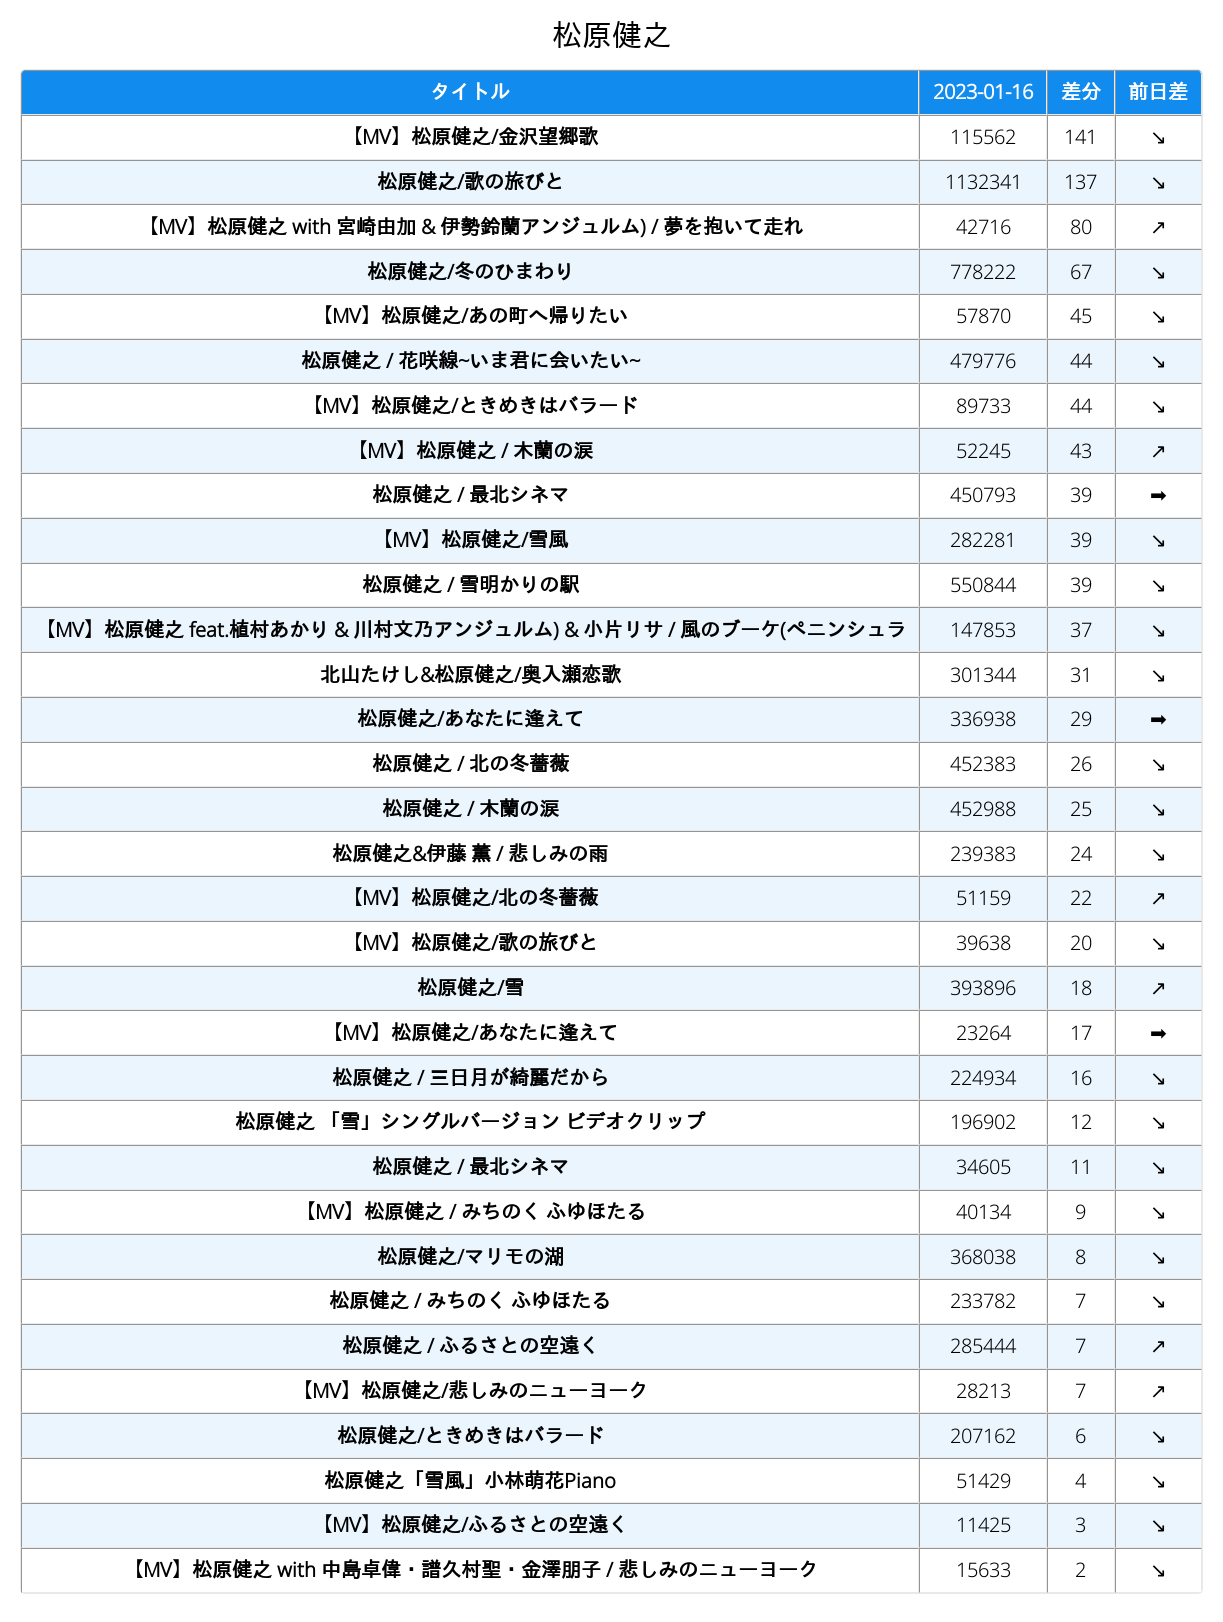 松原健之
タイトル 2023-01-16 差分 前日差
【MV】松原健之/金沢望郷歌 115562 141 ↘
松原健之/歌の旅びと 1132341 137 ↘
【MV】松原健之 with 宮崎由加 & 伊勢鈴蘭アンジュルム) / 夢を抱いて走れ 42716 80 ↗
松原健之/冬のひまわり 778222 67 ↘
【MV】松原健之/あの町へ帰りたい 57870 45 ↘
松原健之 / 花咲線~いま君に会いたい~ 479776 44 ↘
【MV】松原健之/ときめきはバラード 89733 44 ↘
【MV】松原健之 / 木蘭の涙 52245 43 ↗
松原健之 / 最北シネマ 450793 39 ➡
【MV】松原健之/雪風 282281 39 ↘
松原健之 / 雪明かりの駅 550844 39 ↘
【MV】松原健之 feat.植村あかり & 川村文乃アンジュルム) & 小片リサ / 風のブーケ(ペニンシュラ 147853 37 ↘
北山たけし&松原健之/奥入瀬恋歌 301344 31 ↘
松原健之/あなたに逢えて 336938 29 ➡
松原健之 / 北の冬薔薇 452383 26 ↘
松原健之 / 木蘭の涙 452988 25 ↘
松原健之&伊藤 薫 / 悲しみの雨 239383 24 ↘
【MV】松原健之/北の冬薔薇 51159 22 ↗
【MV】松原健之/歌の旅びと 39638 20 ↘
松原健之/雪 393896 18 ↗
【MV】松原健之/あなたに逢えて 23264 17 ➡
松原健之 / 三日月が綺麗だから 224934 16 ↘
松原健之 「雪」シングルバージョン ビデオクリップ 196902 12 ↘
松原健之 / 最北シネマ 34605 11 ↘
【MV】松原健之 / みちのく ふゆほたる 40134 9 ↘
松原健之/マリモの湖 368038 8 ↘
松原健之 / みちのく ふゆほたる 233782 7 ↘
松原健之 / ふるさとの空遠く 285444 7 ↗
【MV】松原健之/悲しみのニューヨーク 28213 7 ↗
松原健之/ときめきはバラード 207162 6 ↘
松原健之「雪風」小林萌花Piano 51429 4 ↘
【MV】松原健之/ふるさとの空遠く 11425 3 ↘
【MV】松原健之 with 中島卓偉・譜久村聖・金澤朋子 / 悲しみのニューヨーク 15633 2 ↘